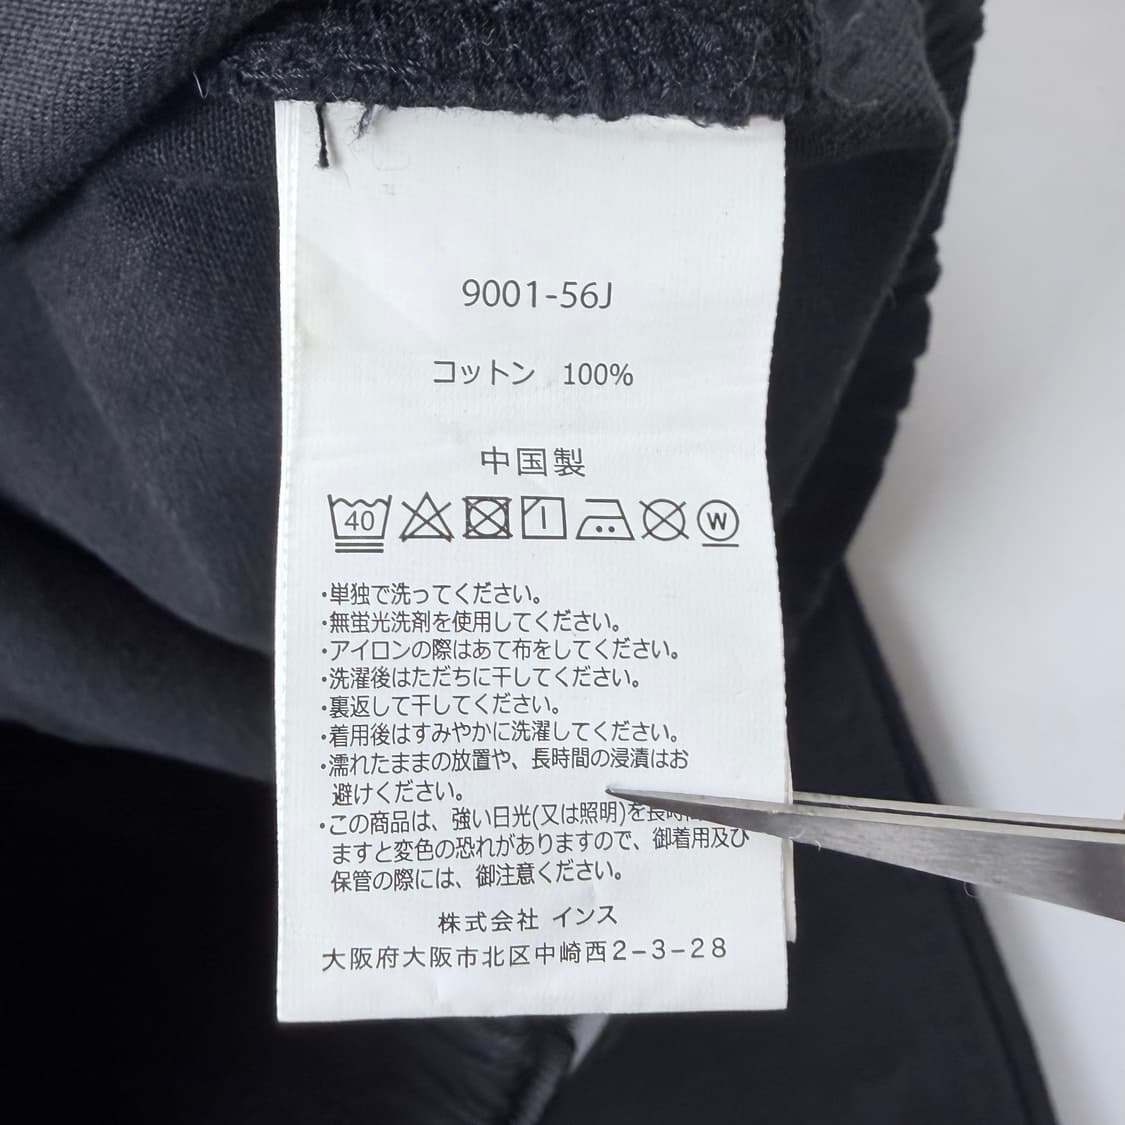 9001-56J
コットン 100%
中国製
40 W
・単独で洗ってください。
・無蛍光洗剤を使用してください。
・アイロンの際はあて布をしてください。
・洗濯後はただちに干してください。
・裏返して干してください。
・着用後はすみやかに洗濯してください。
・濡れたままの放置や、長時間の浸漬はお
避けください。
・この商品は、強い日光(又は照明)を長時間
ますと変色の恐れがありますので、御着用及び
保管の際には、御注意ください。
株式会社 インス
大阪府大阪市北区中崎西2-3-28